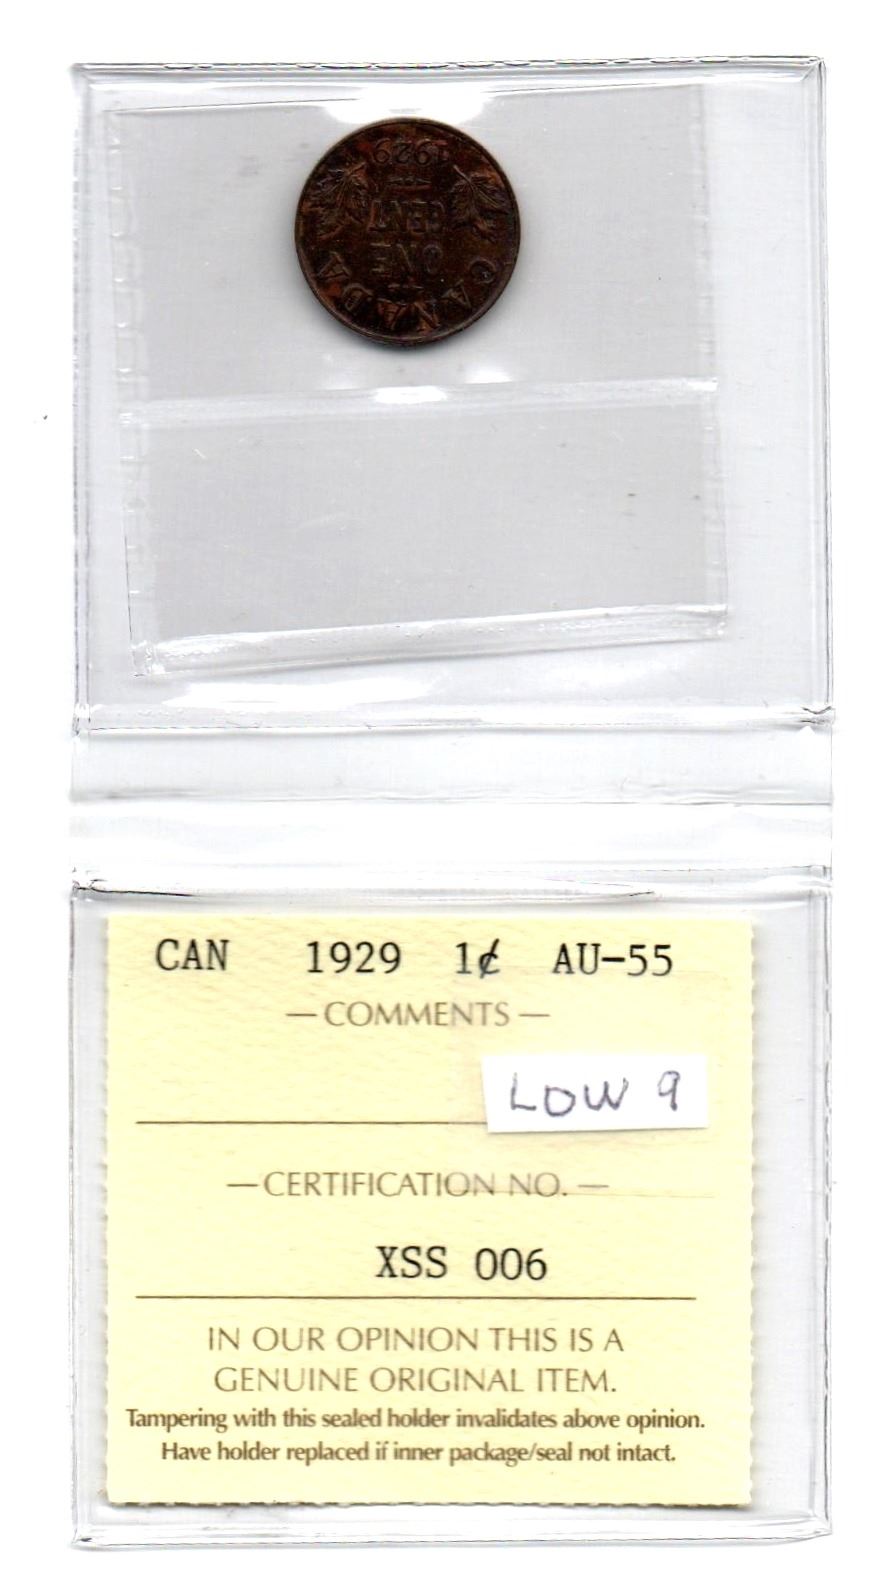 1929
CENT
ONE
CANADA
CAN 1929 1¢ AU-55
— COMMENTS —
LOW 9
— CERTIFICATION NO. —
XSS 006
IN OUR OPINION THIS IS A
GENUINE ORIGINAL ITEM.
Tampering with this sealed holder invalidates above opinion.
Have holder replaced if inner package/seal not intact.